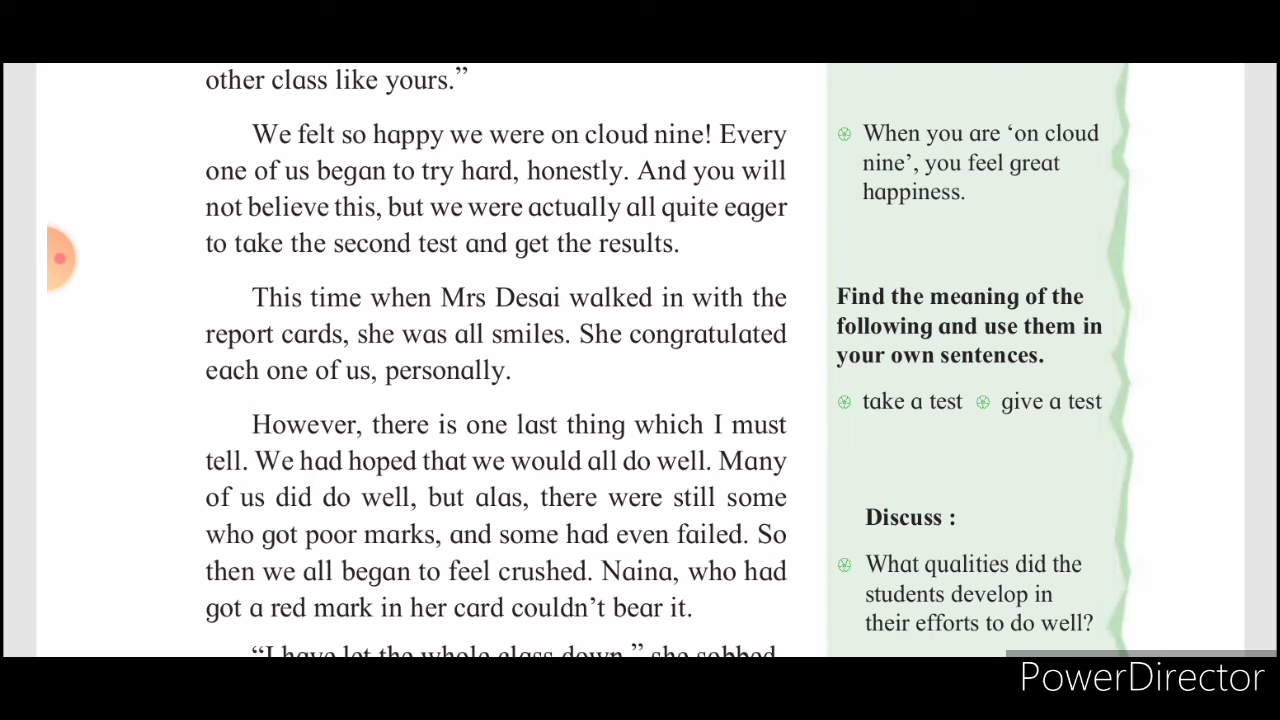 other class like yours.”
We felt so happy we were on cloud nine! Every
one of us began to try hard, honestly. And you will
not believe this, but we were actually all quite eager
to take the second test and get the results.
This time when Mrs Desai walked in with the
report cards, she was all smiles. She congratulated
each one of us, personally.
However, there is one last thing which I must
tell. We had hoped that we would all do well. Many
of us did do well, but alas, there were still some
who got poor marks, and some had even failed. So
then we all began to feel crushed. Naina, who had
got a red mark in her card couldn’t bear it.
“I have let the whole class down,” she sobbed
When you are ‘on cloud
nine’, you feel great
happiness.
Find the meaning of the
following and use them in
your own sentences.
take a test give a test
Discuss :
What qualities did the
students develop in
their efforts to do well?
PowerDirector